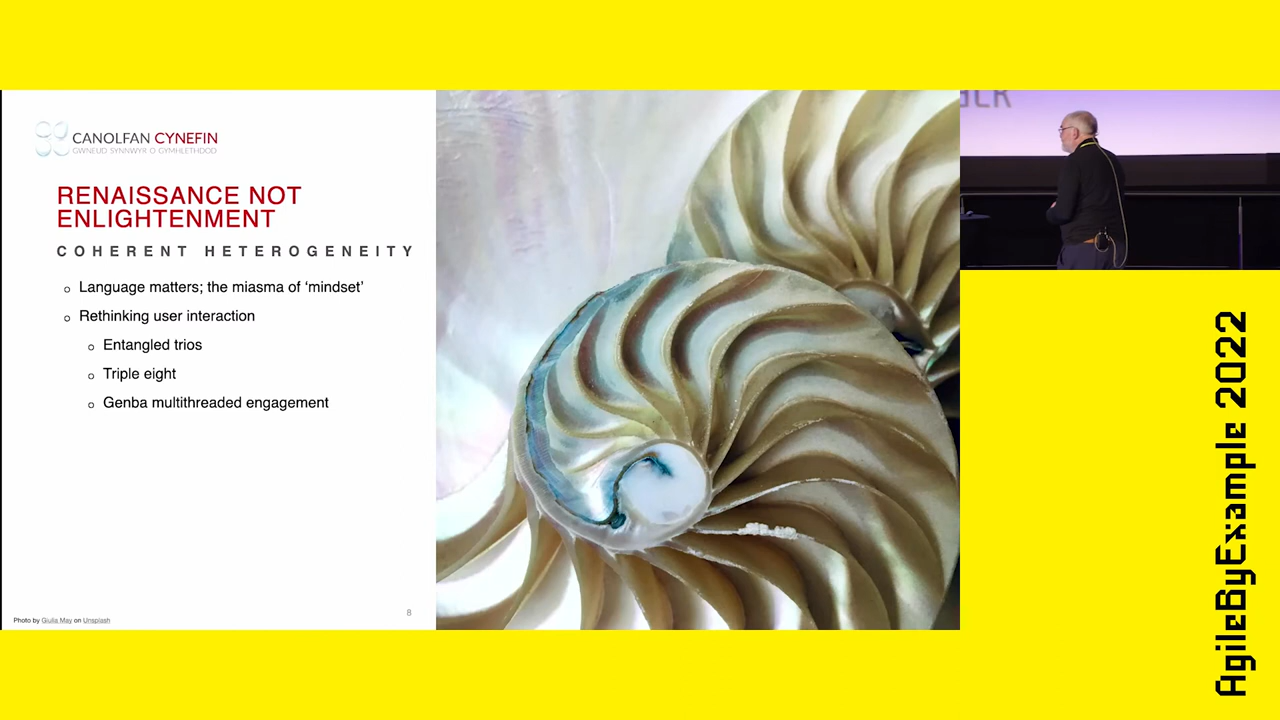 CANOLFAN CYNEFIN
GWNEUD SYNNWYR O GYMHLETHDOD
RENAISSANCE NOT
ENLIGHTENMENT
COHERENT HETEROGENEITY
Language matters; the miasma of ‘mindset’
Rethinking user interaction
Entangled trios
Triple eight
Genba multithreaded engagement
8
Photo by Giulia May on Unsplash
AgileByExample 2022